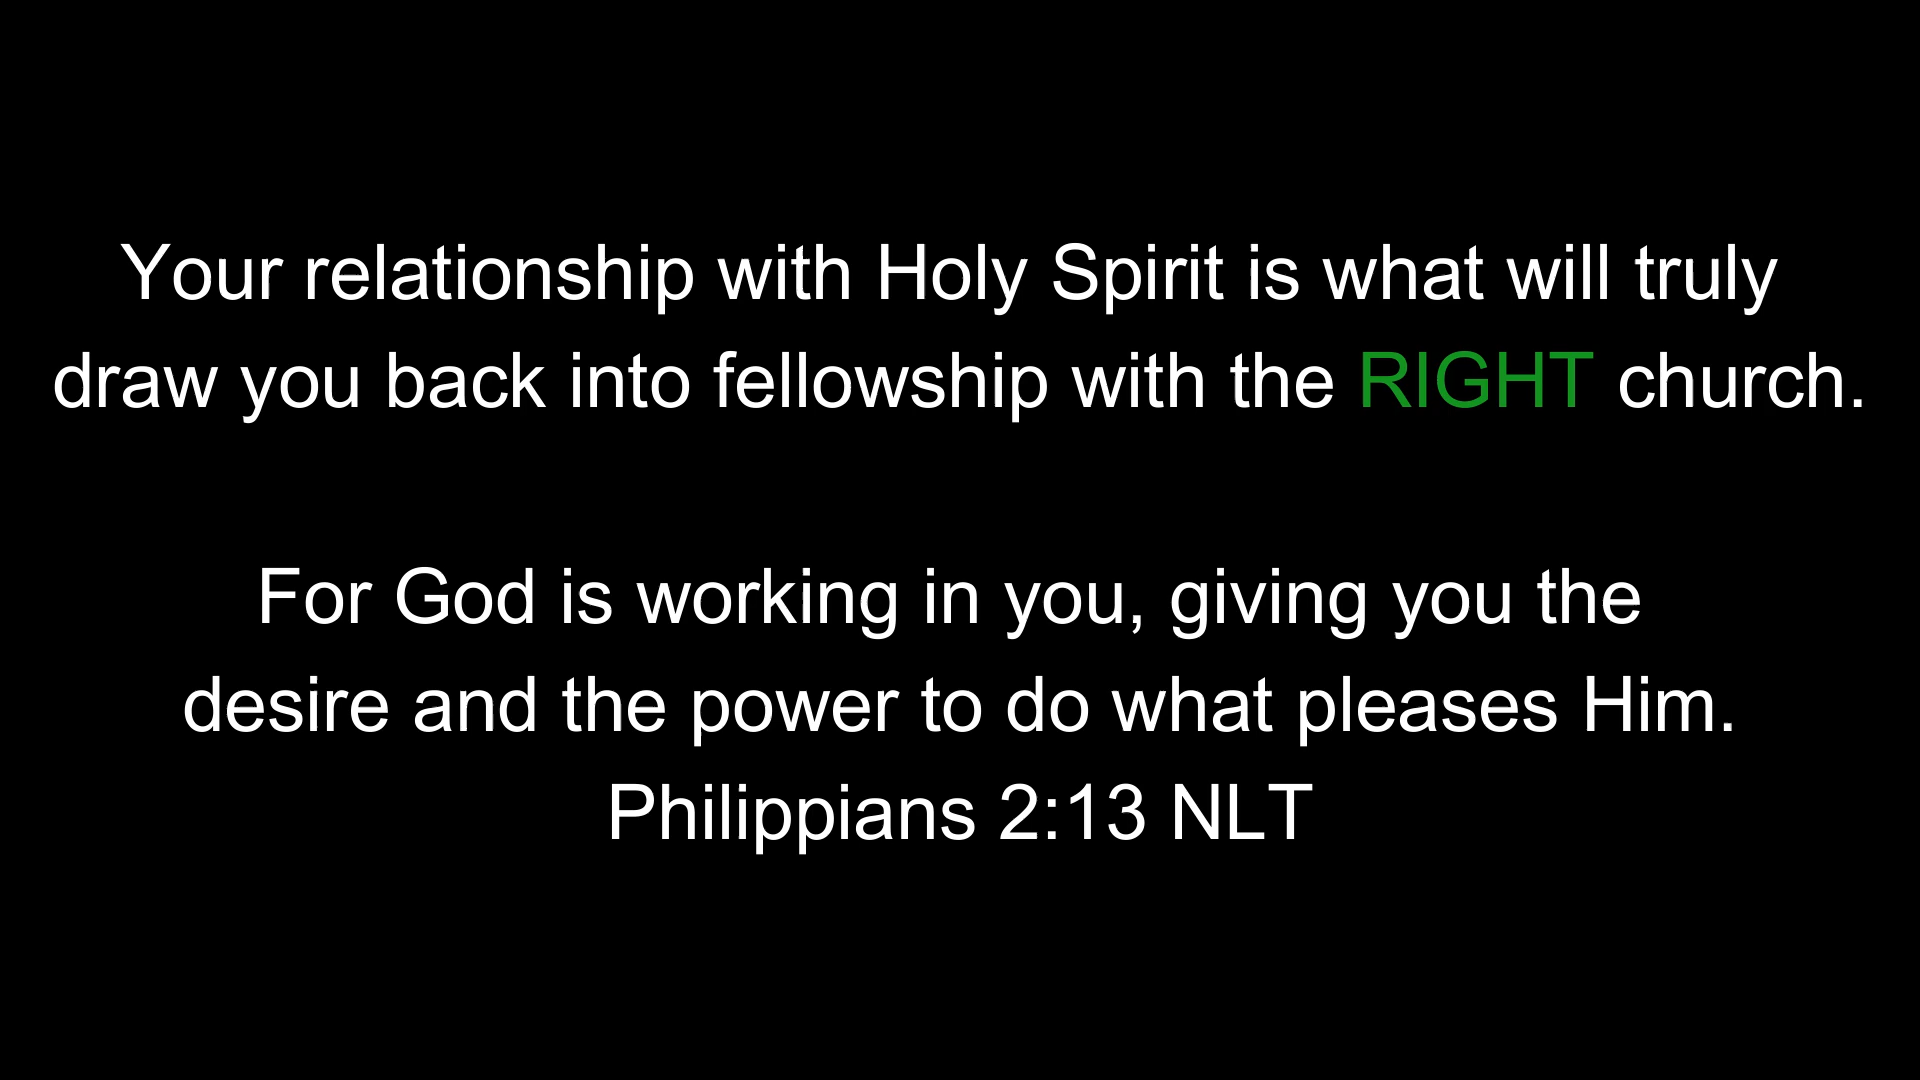 Your relationship with Holy Spirit is what will truly
draw you back into fellowship with the RIGHT church.
For God is working in you, giving you the
desire and the power to do what pleases Him.
Philippians 2:13 NLT